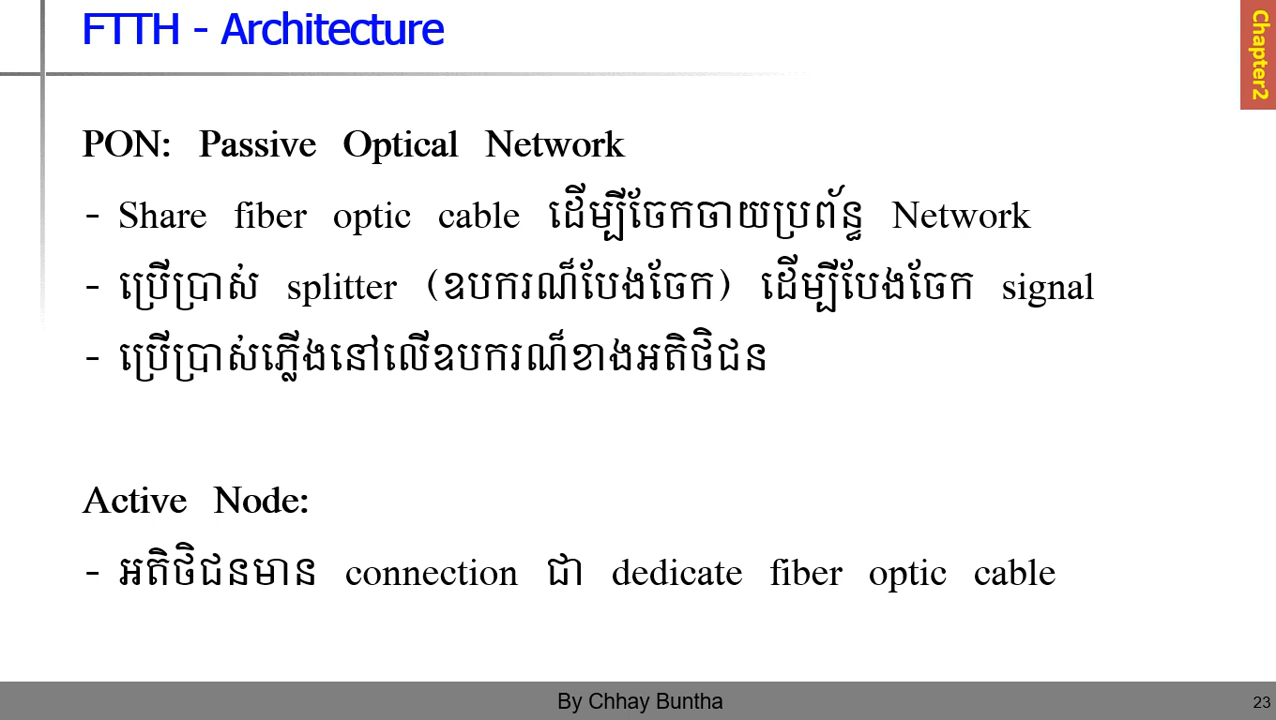 FTTH - Architecture
Chapter2
PON: Passive Optical Network
- Share fiber optic cable ដើម្បីចែកចាយប្រព័ន្ធ Network
- ប្រើប្រាស់ splitter (ឧបករណ៏បែងចែក) ដើម្បីបែងចែក signal
- ប្រើប្រាស់ភ្លើងនៅលើឧបករណ៏ខាងអតិថិជន
Active Node:
- អតិថិជនមាន connection ជា dedicate fiber optic cable
By Chhay Buntha
23